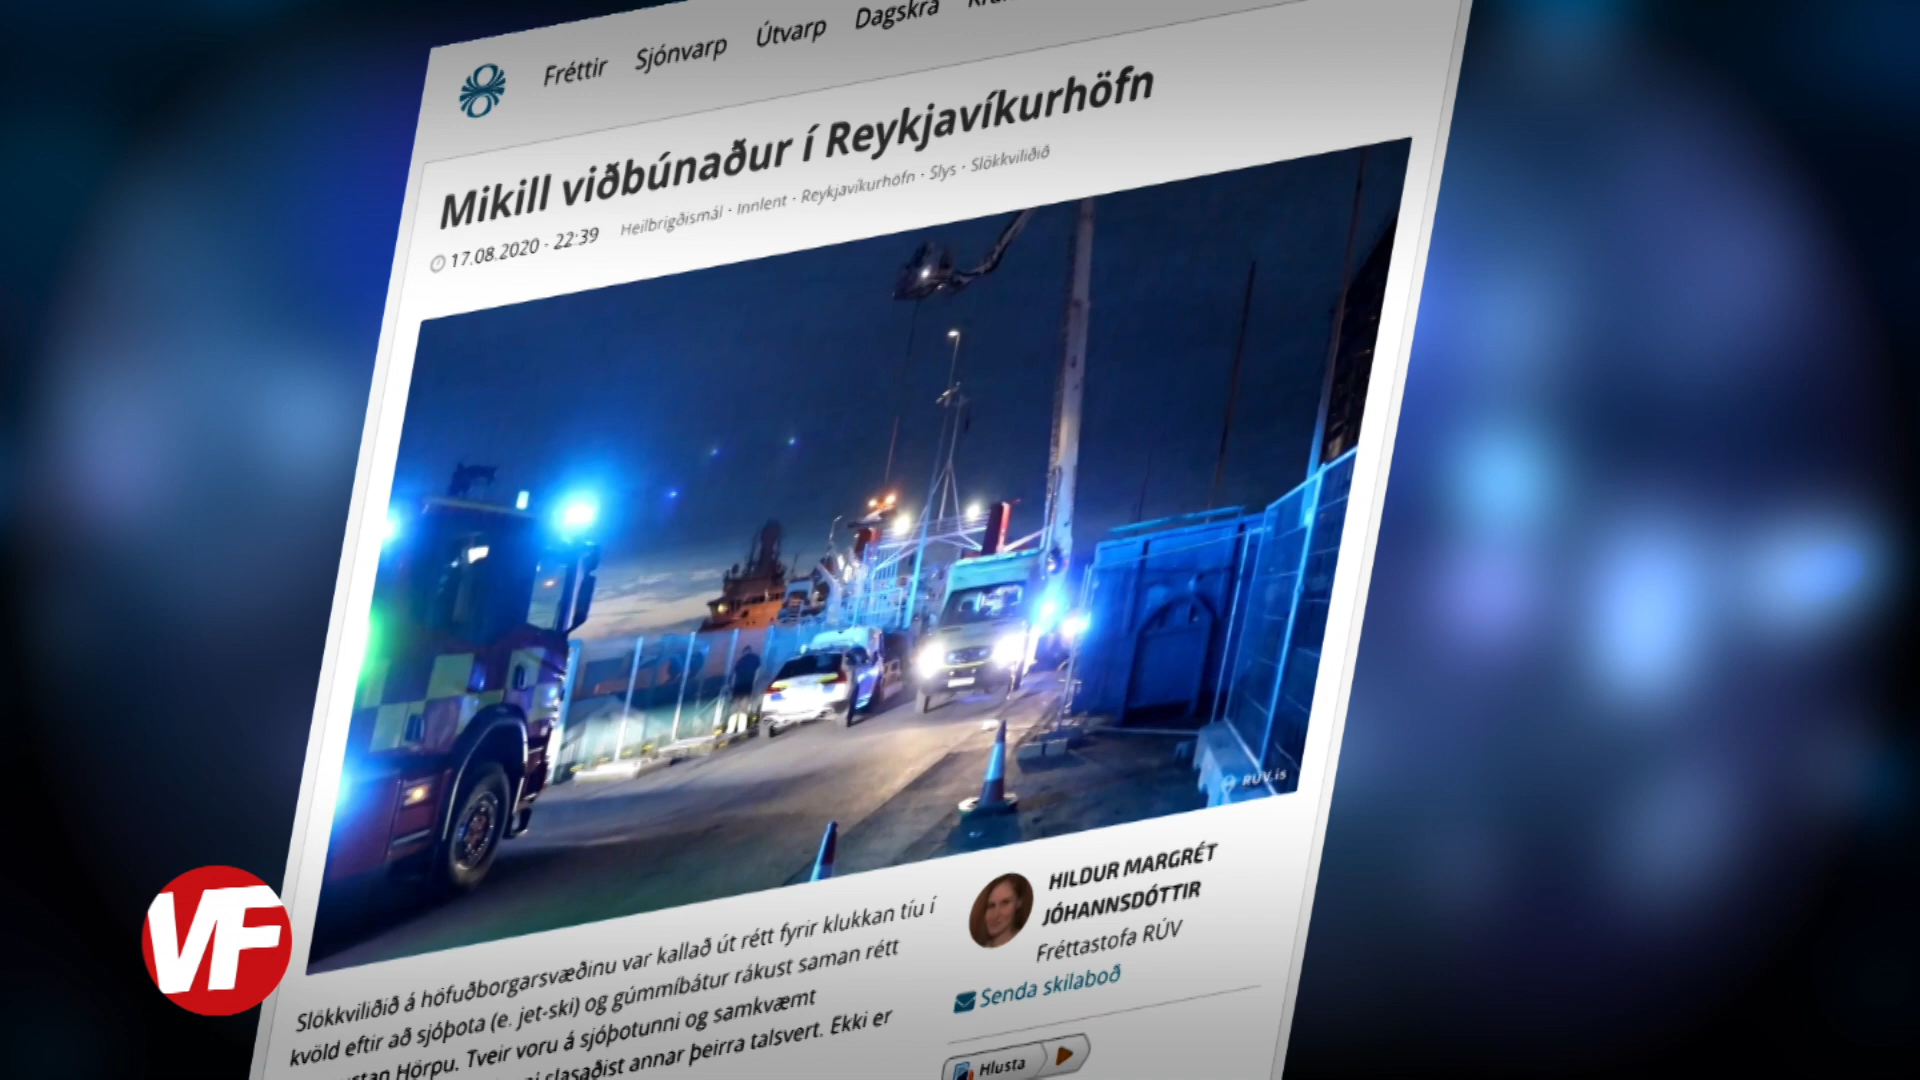 Fréttir Sjónvarp Útvarp Dagskrá
Mikill viðbúnaður í Reykjavíkurhöfn
17.08.2020 - 22:39 Heilbrigðismál · Innlent · Reykjavíkurhöfn · Slys · Slökkviliðið
RÚV.is
Slökkviliðið á höfuðborgarsvæðinu var kallað út rétt fyrir klukkan tíu í
kvöld eftir að sjóþota (e. jet-ski) og gúmmíbátur rákust saman rétt
Hörpu. Tveir voru á sjóþotunni og samkvæmt
slasaðist annar þeirra talsvert. Ekki er
HILDUR MARGRÉT
JÓHANNSDÓTTIR
Fréttastofa RÚV
Senda skilaboð
Hlusta
VF